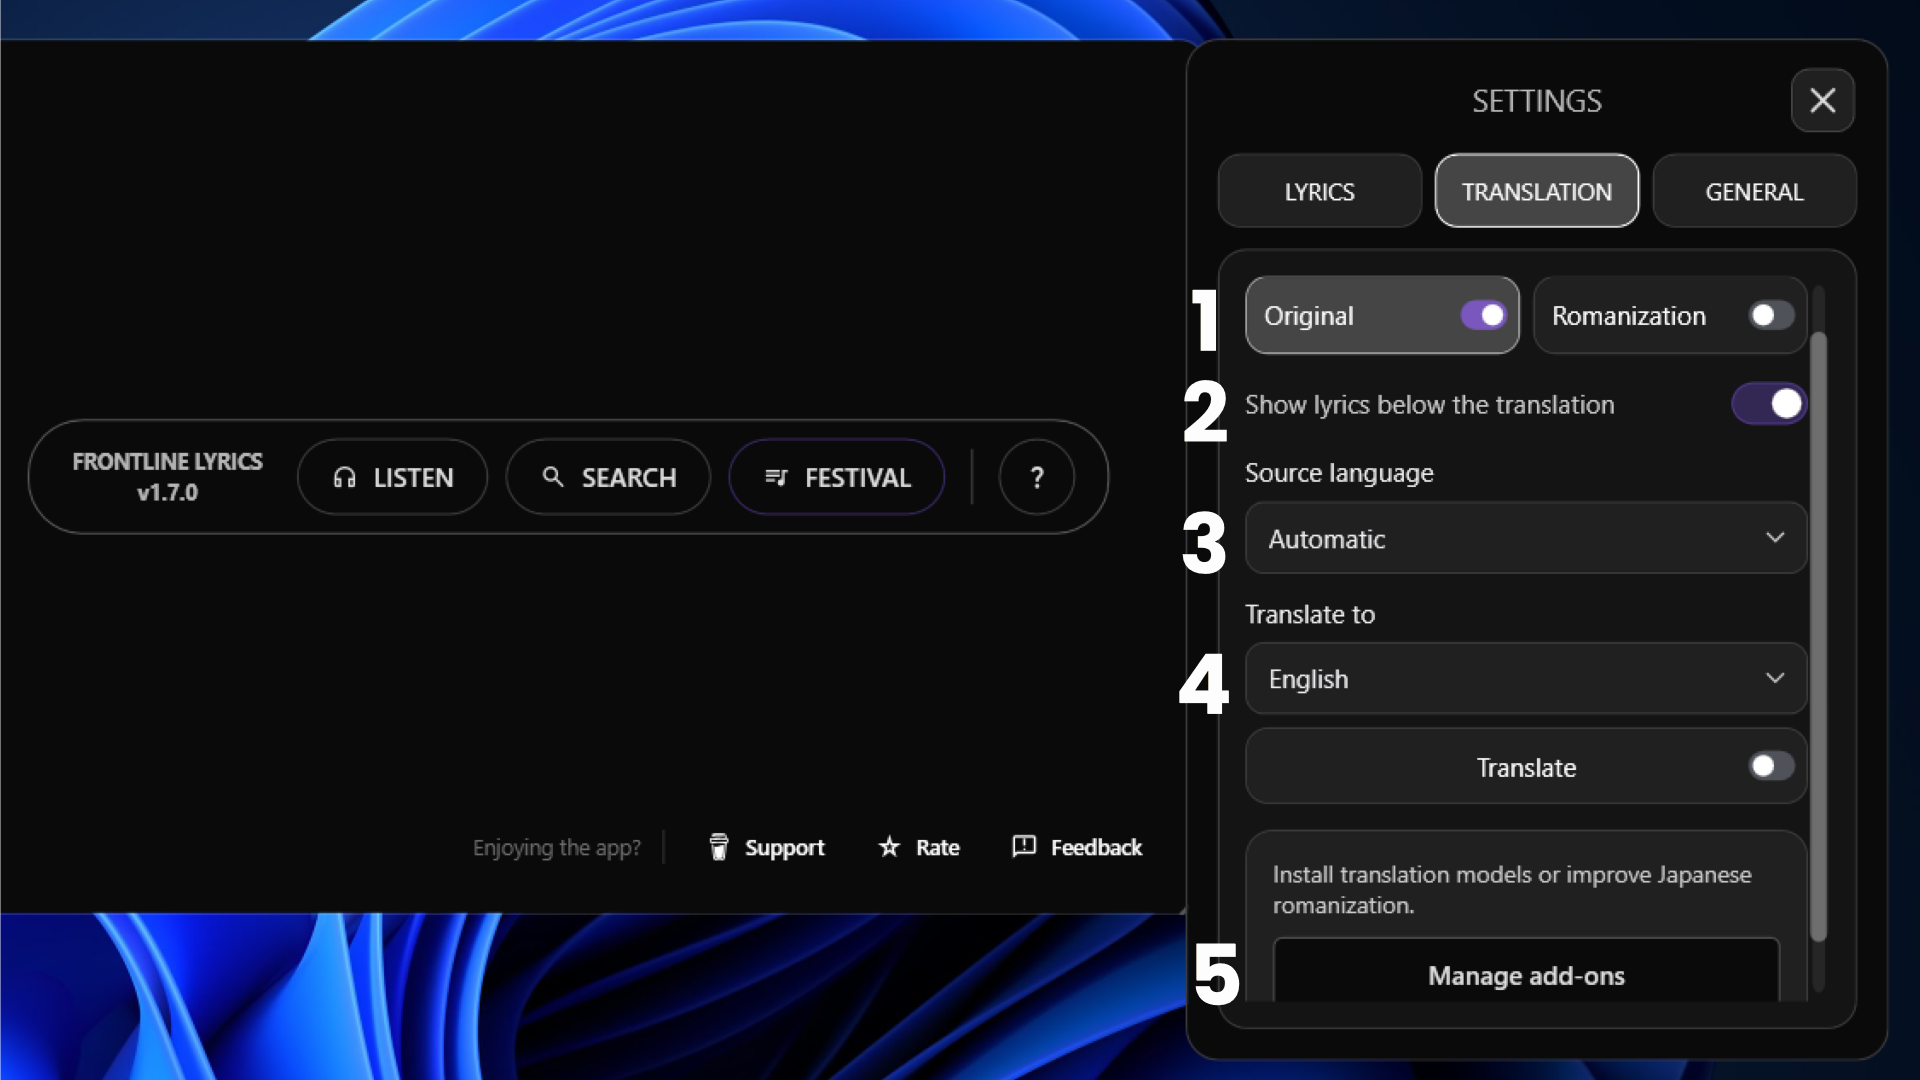 SETTINGS
LYRICS
TRANSLATION
GENERAL
1
Original
Romanization
2
Show lyrics below the translation
Source language
3
Automatic
Translate to
4
English
Translate
Install translation models or improve Japanese
romanization.
5
Manage add-ons
FRONTLINE LYRICS
v1.7.0
LISTEN
SEARCH
FESTIVAL
?
Enjoying the app?
Support
Rate
Feedback